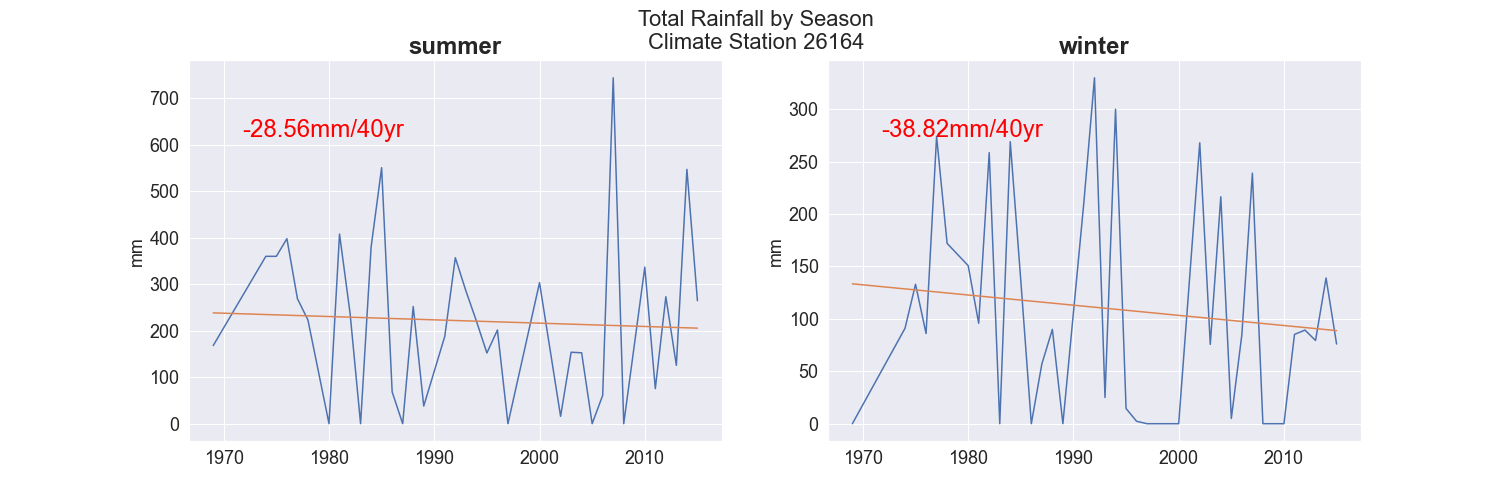 Total Rainfall by Season
Climate Station 26164
summer
-28.56mm/40yr
mm
700
600
500
400
300
200
100
0
1970 1980 1990 2000 2010
winter
-38.82mm/40yr
mm
300
250
200
150
100
50
0
1970 1980 1990 2000 2010